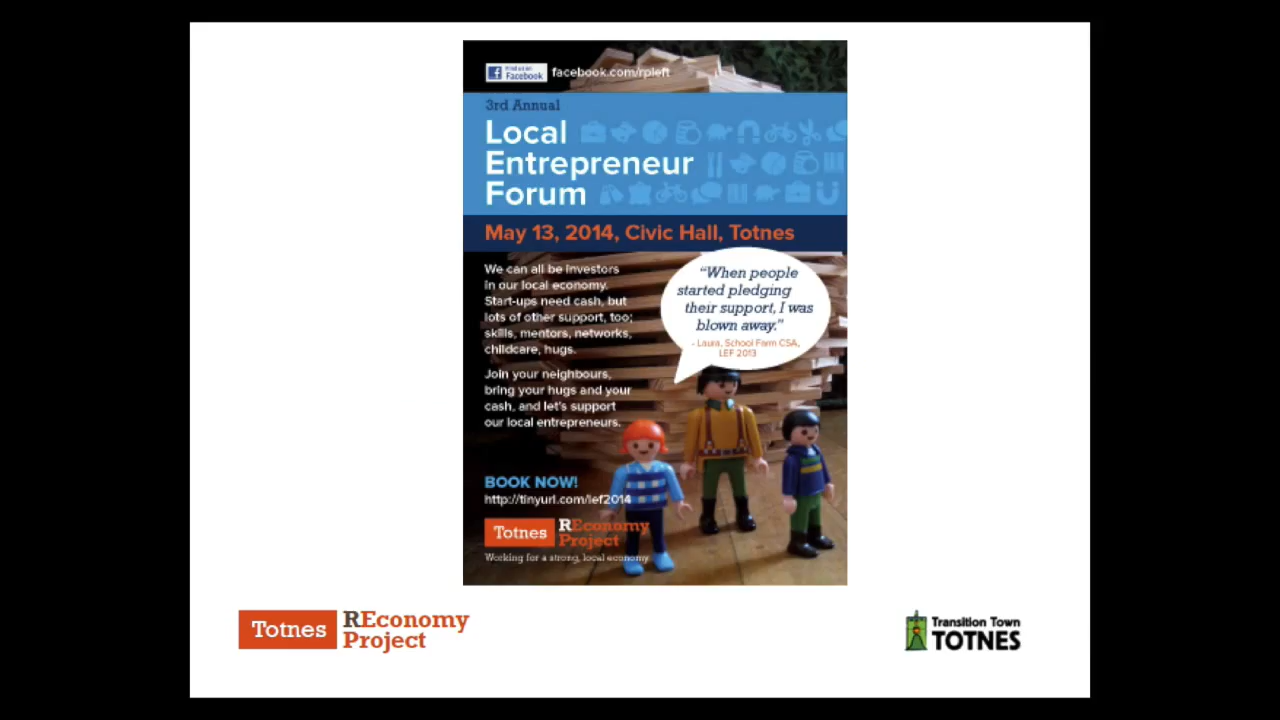 Find us on
Facebook
facebook.com/rpleft
3rd Annual
Local
Entrepreneur
Forum
May 13, 2014, Civic Hall, Totnes
We can all be investors
in our local economy.
Start-ups need cash, but
lots of other support, too;
skills, mentors, networks,
childcare, hugs.
Join your neighbours,
bring your hugs and your
cash, and let's support
our local entrepreneurs.
“When people
started pledging
their support, I was
blown away.”
- Laura, School Farm CSA,
LEF 2013
BOOK NOW!
http://tinyurl.com/lef2014
Totnes REconomy
Project
Working for a strong, local economy
Totnes REconomy
Project
Transition Town
TOTNES